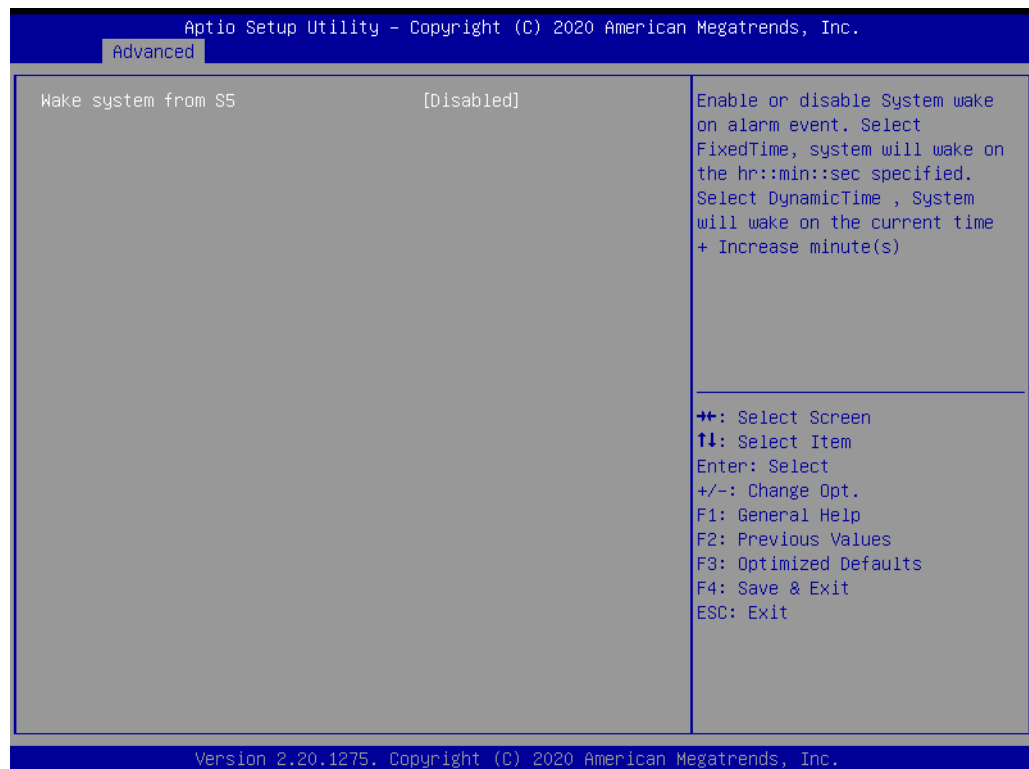 Aptio Setup Utility – Copyright (C) 2020 American Megatrends, Inc.
Advanced
Wake system from S5 [Disabled]
Enable or disable System wake
on alarm event. Select
FixedTime, system will wake on
the hr::min::sec specified.
Select DynamicTime , System
will wake on the current time
+ Increase minute(s)
→←: Select Screen
↑↓: Select Item
Enter: Select
+/-: Change Opt.
F1: General Help
F2: Previous Values
F3: Optimized Defaults
F4: Save & Exit
ESC: Exit
Version 2.20.1275. Copyright (C) 2020 American Megatrends, Inc.